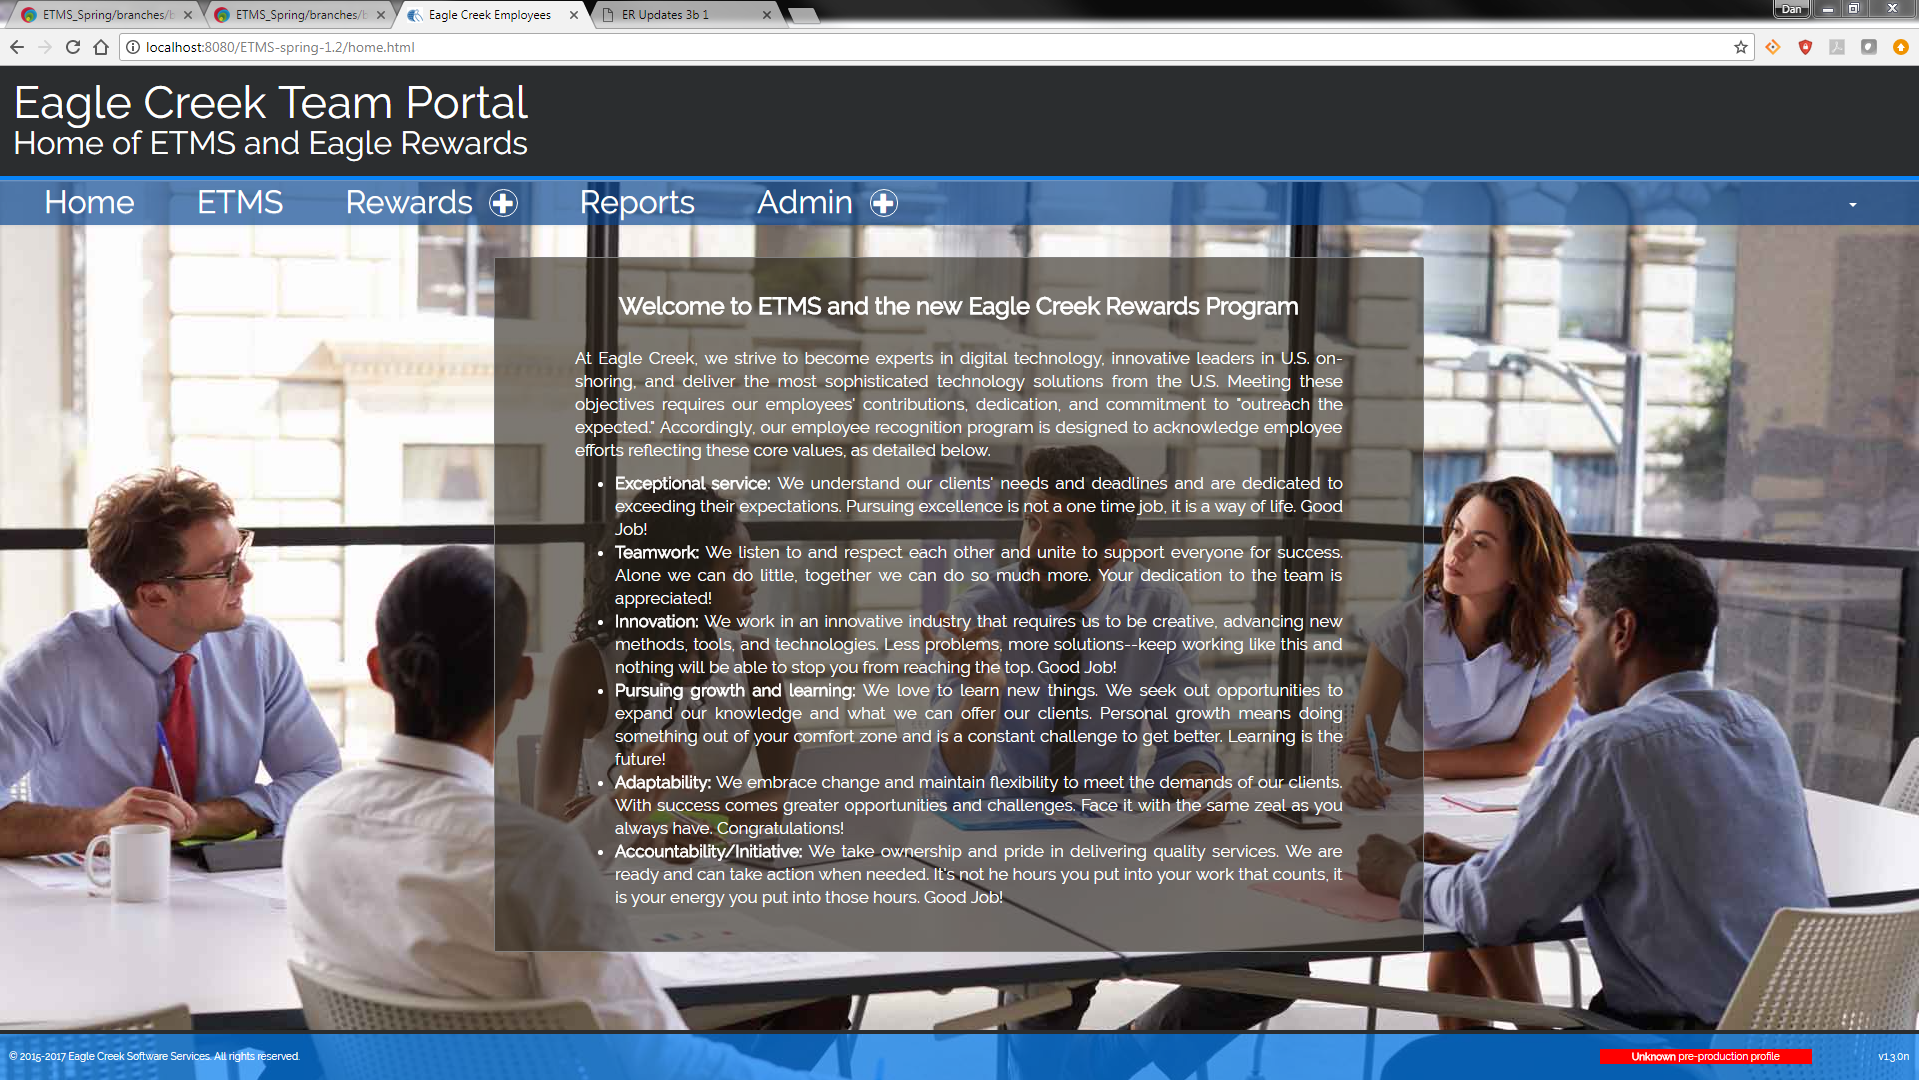 ETMS_Spring/branches/b
ETMS_Spring/branches/b
Eagle Creek Employees
ER Updates 3b 1
Dan
localhost:8080/ETMS-spring-1.2/home.html
Eagle Creek Team Portal
Home of ETMS and Eagle Rewards
Home ETMS Rewards Reports Admin
Welcome to ETMS and the new Eagle Creek Rewards Program
At Eagle Creek, we strive to become experts in digital technology, innovative leaders in U.S. on-
shoring, and deliver the most sophisticated technology solutions from the U.S. Meeting these
objectives requires our employees' contributions, dedication, and commitment to "outreach the
expected." Accordingly, our employee recognition program is designed to acknowledge employee
efforts reflecting these core values, as detailed below.
• Exceptional service: We understand our clients' needs and deadlines and are dedicated to
exceeding their expectations. Pursuing excellence is not a one time job, it is a way of life. Good
Job!
• Teamwork: We listen to and respect each other and unite to support everyone for success.
Alone we can do little, together we can do so much more. Your dedication to the team is
appreciated!
• Innovation: We work in an innovative industry that requires us to be creative, advancing new
methods, tools, and technologies. Less problems, more solutions--keep working like this and
nothing will be able to stop you from reaching the top. Good Job!
• Pursuing growth and learning: We love to learn new things. We seek out opportunities to
expand our knowledge and what we can offer our clients. Personal growth means doing
something out of your comfort zone and is a constant challenge to get better. Learning is the
future!
• Adaptability: We embrace change and maintain flexibility to meet the demands of our clients.
With success comes greater opportunities and challenges. Face it with the same zeal as you
always have. Congratulations!
• Accountability/Initiative: We take ownership and pride in delivering quality services. We are
ready and can take action when needed. It's not he hours you put into your work that counts, it
is your energy you put into those hours. Good Job!
© 2015-2017 Eagle Creek Software Services. All rights reserved.
Unknown pre-production profile
v1.3.0n